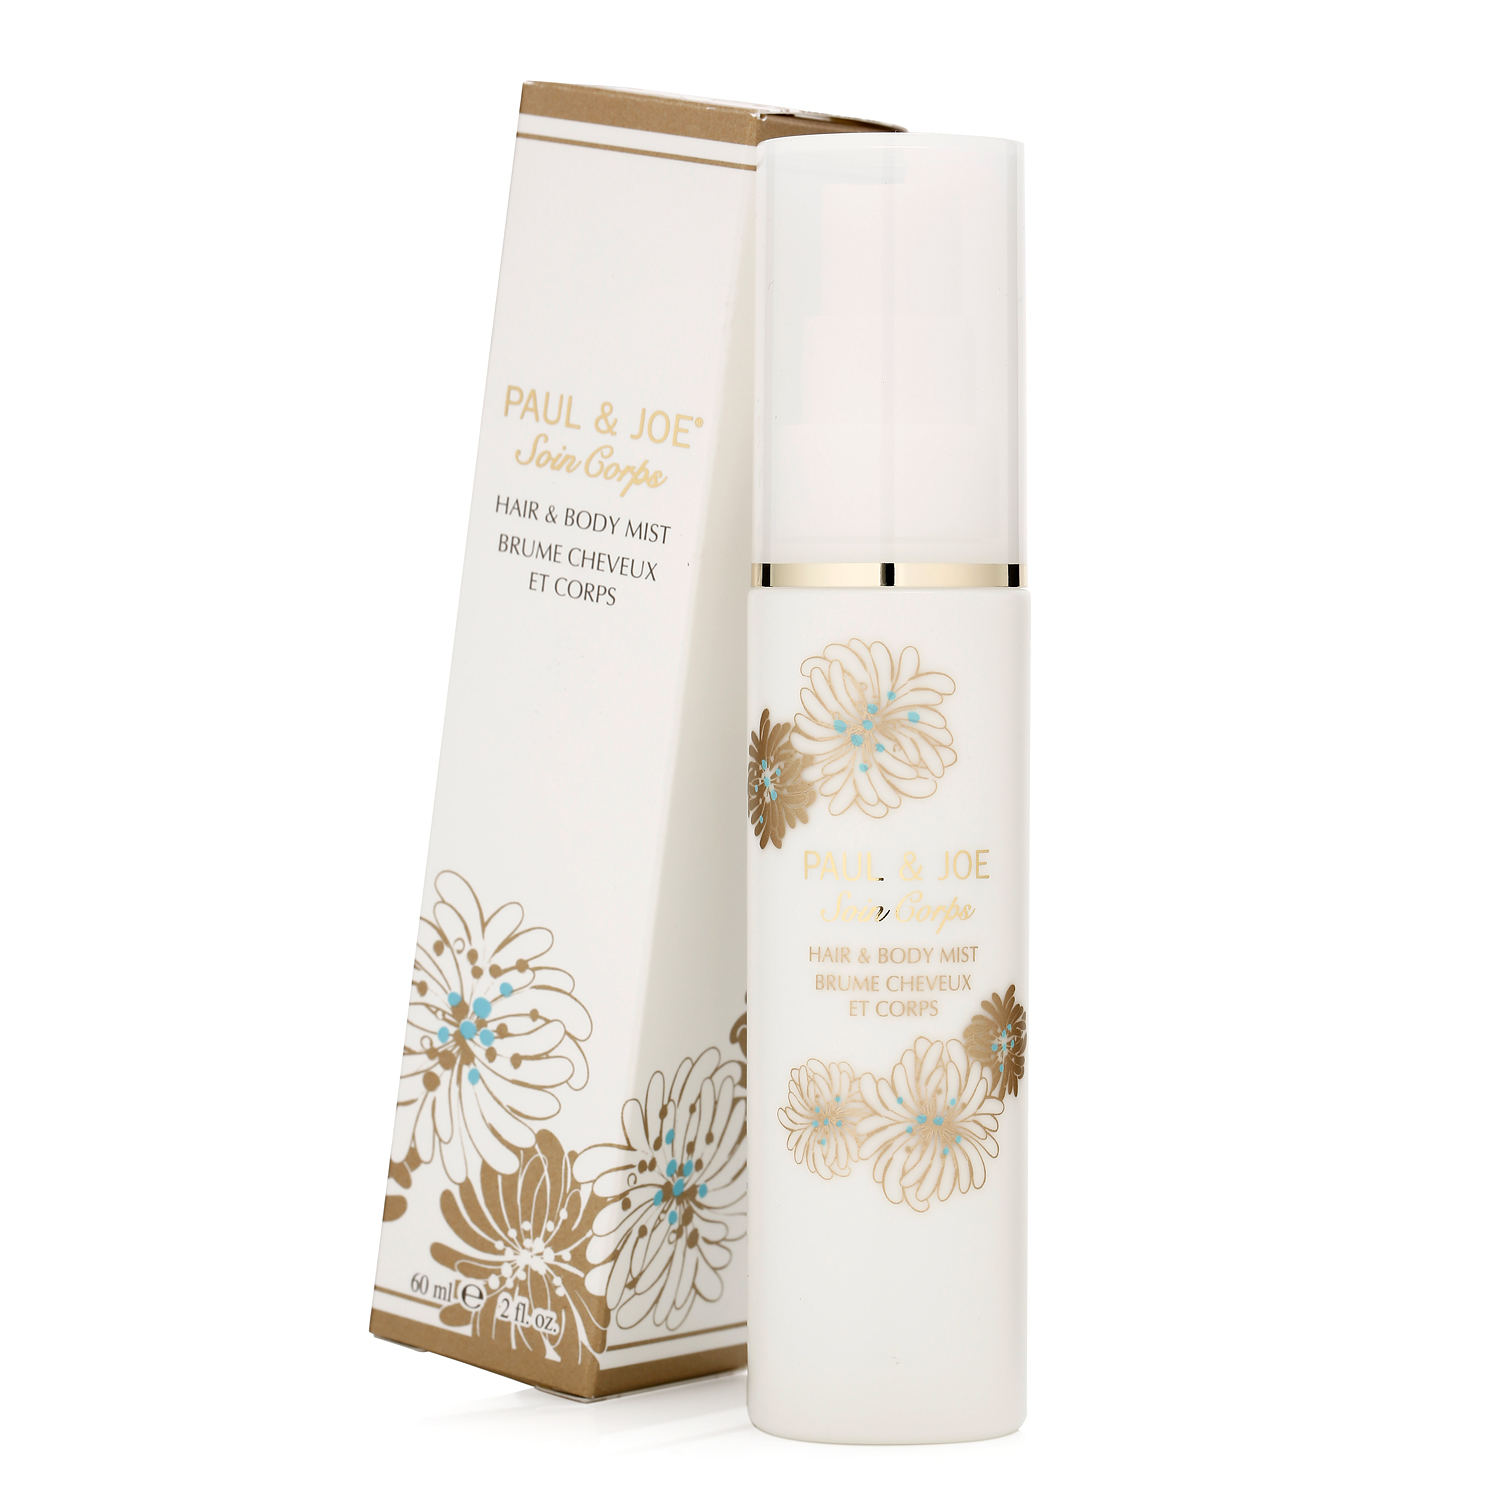 PAUL & JOE®
Soin Corps
HAIR & BODY MIST
BRUME CHEVEUX
ET CORPS
60 ml ℮ 2 fl. oz.
PAUL & JOE
Soin Corps
HAIR & BODY MIST
BRUME CHEVEUX
ET CORPS